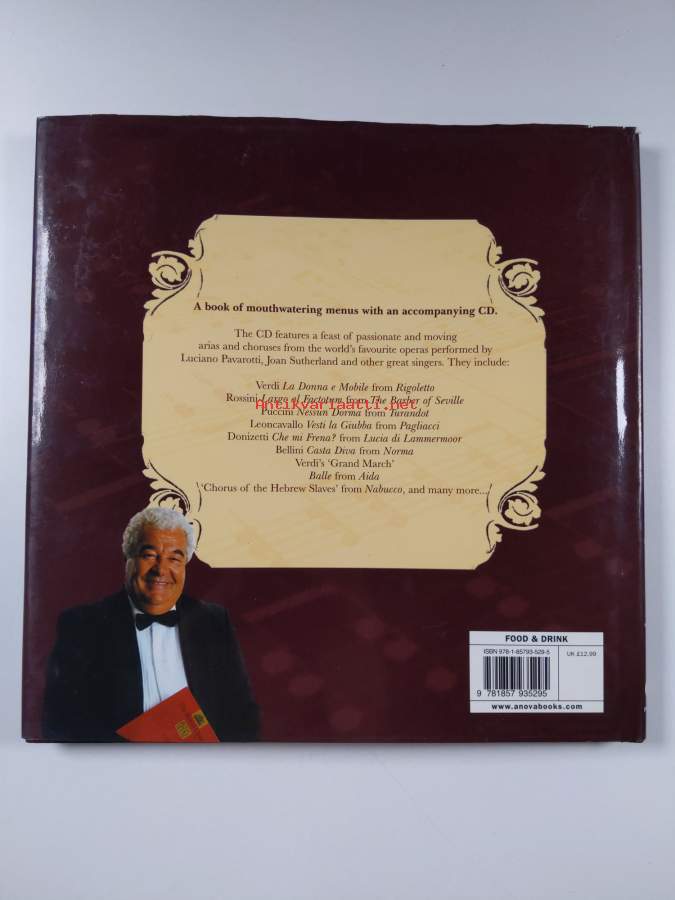 A book of mouthwatering menus with an accompanying CD.
The CD features a feast of passionate and moving
arias and choruses from the world's favourite operas performed by
Luciano Pavarotti, Joan Sutherland and other great singers. They include:
Verdi La Donna e Mobile from Rigoletto
Rossini Largo al Factotum from The Barber of Seville
Antikvariaatti.net
Puccini Nessun Dorma from Turandot
Leoncavallo Vesti la Giubba from Pagliacci
Donizetti Che mi Frena? from Lucia di Lammermoor
Bellini Casta Diva from Norma
Verdi's 'Grand March'
Balle from Aida
'Chorus of the Hebrew Slaves' from Nabucco, and many more...
FOOD & DRINK
ISBN 978-1-85793-529-5
UK £12.99
9 781857 935295
www.anovabooks.com